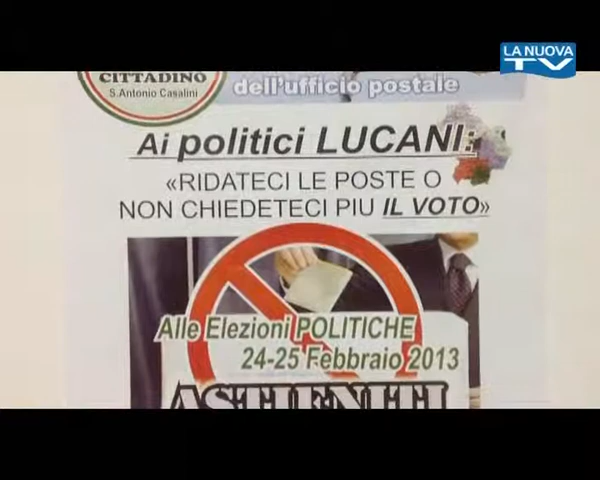 LA NUOVA
TV
CITTADINO
S.Antonio Casalini
dell'ufficio postale
Ai politici LUCANI:
«RIDATECI LE POSTE O
NON CHIEDETECI PIU IL VOTO»
Alle Elezioni POLITICHE
24-25 Febbraio 2013
ASTIENITI